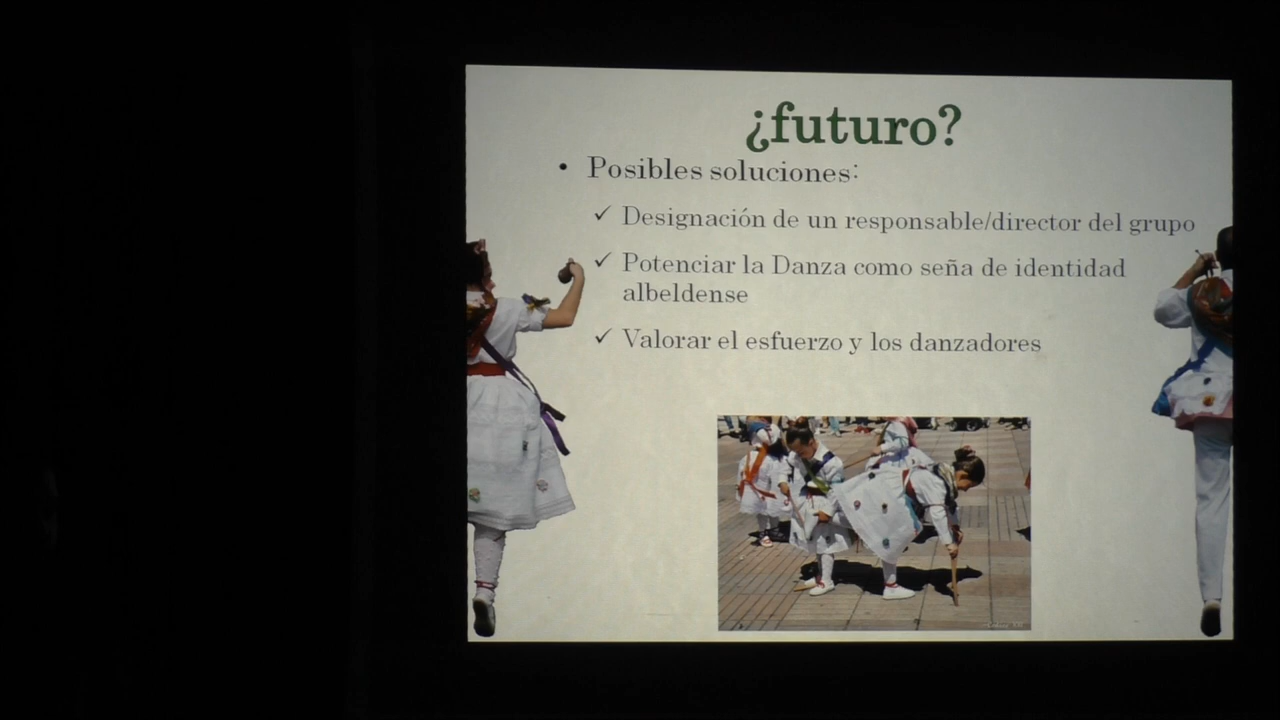 ¿futuro?
• Posibles soluciones:
✓ Designación de un responsable/director del grupo
✓ Potenciar la Danza como seña de identidad
albeldense
✓ Valorar el esfuerzo y los danzadores